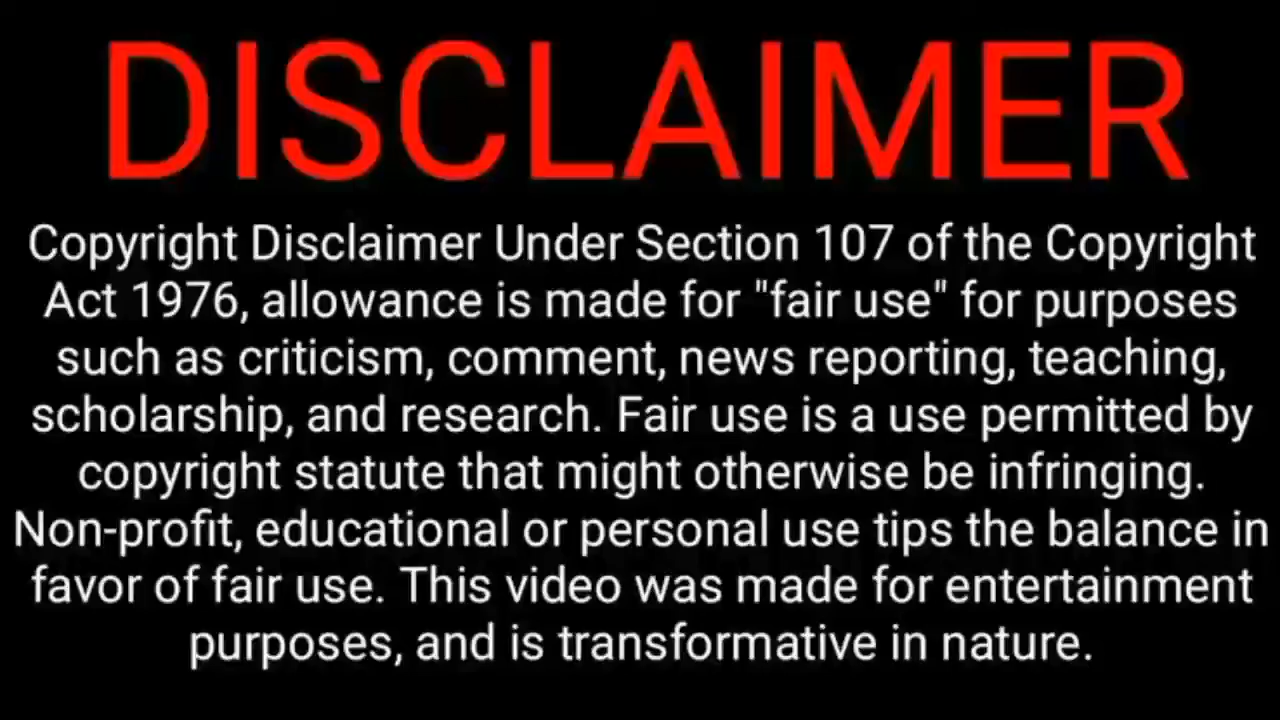 DISCLAIMER
Copyright Disclaimer Under Section 107 of the Copyright
Act 1976, allowance is made for "fair use" for purposes
such as criticism, comment, news reporting, teaching,
scholarship, and research. Fair use is a use permitted by
copyright statute that might otherwise be infringing.
Non-profit, educational or personal use tips the balance in
favor of fair use. This video was made for entertainment
purposes, and is transformative in nature.